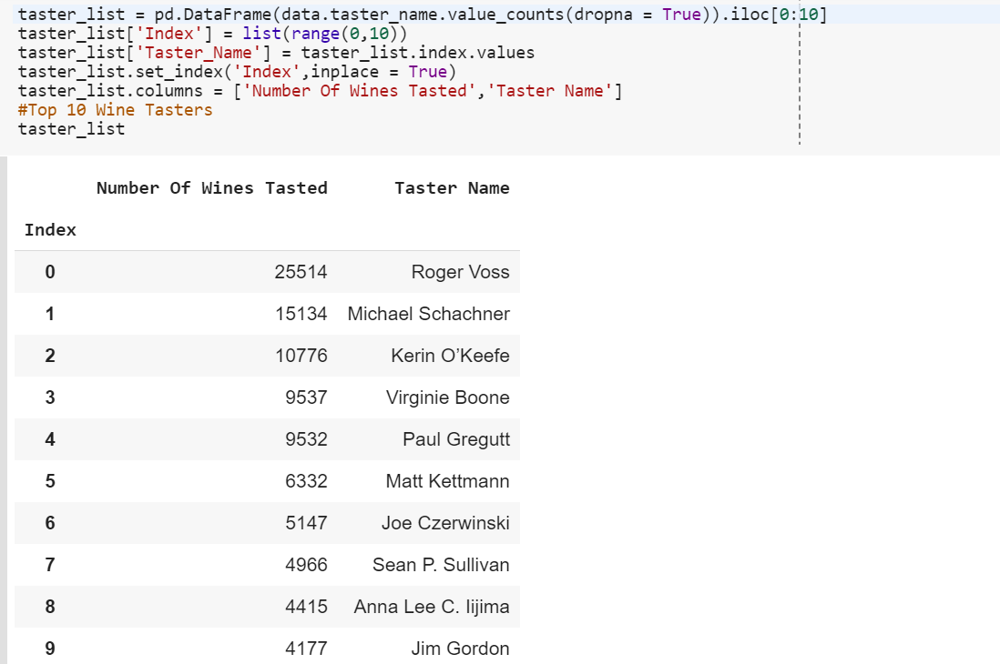 taster_list = pd.DataFrame(data.taster_name.value_counts(dropna = True)).iloc[0:10]
taster_list['Index'] = list(range(0,10))
taster_list['Taster_Name'] = taster_list.index.values
taster_list.set_index('Index',inplace = True)
taster_list.columns = ['Number Of Wines Tasted','Taster Name']
#Top 10 Wine Tasters
taster_list
Number Of Wines Tasted Taster Name
Index
0 25514 Roger Voss
1 15134 Michael Schachner
2 10776 Kerin O’Keefe
3 9537 Virginie Boone
4 9532 Paul Gregutt
5 6332 Matt Kettmann
6 5147 Joe Czerwinski
7 4966 Sean P. Sullivan
8 4415 Anna Lee C. Iijima
9 4177 Jim Gordon